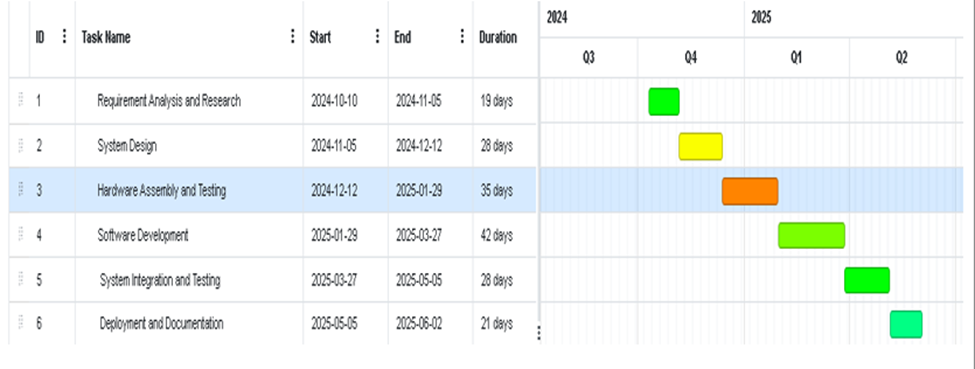 2024 2025
ID Task Name Start End Duration
Q3 Q4 Q1 Q2
1 Requirement Analysis and Research 2024-10-10 2024-11-05 19 days
2 System Design 2024-11-05 2024-12-12 28 days
3 Hardware Assembly and Testing 2024-12-12 2025-01-29 35 days
4 Software Development 2025-01-29 2025-03-27 42 days
5 System Integration and Testing 2025-03-27 2025-05-05 28 days
6 Deployment and Documentation 2025-05-05 2025-06-02 21 days